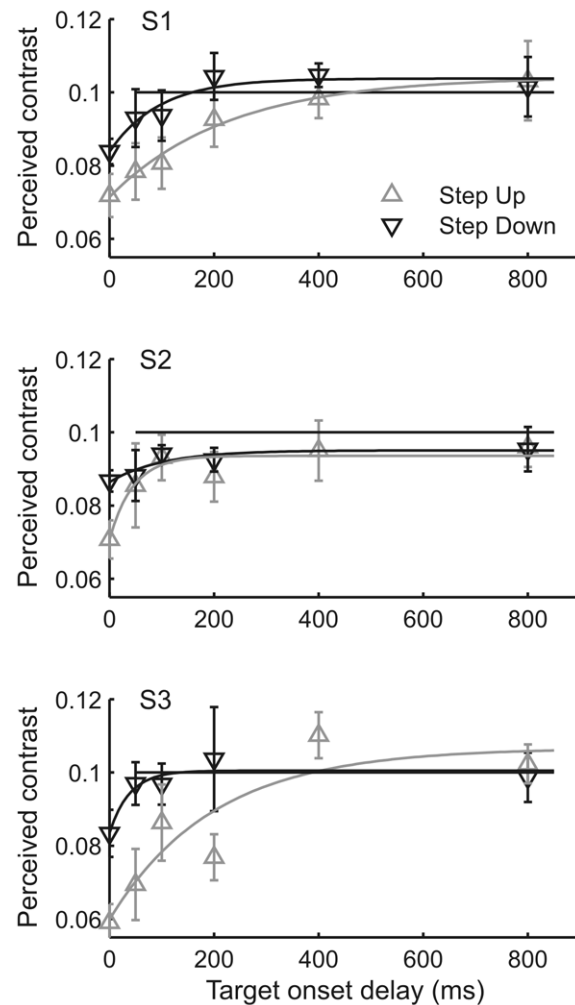 S1
Perceived contrast
0.12
0.1
0.08
0.06
Step Up
Step Down
0 200 400 600 800
S2
Perceived contrast
0.12
0.1
0.08
0.06
0 200 400 600 800
S3
Perceived contrast
0.12
0.1
0.08
0.06
0 200 400 600 800
Target onset delay (ms)